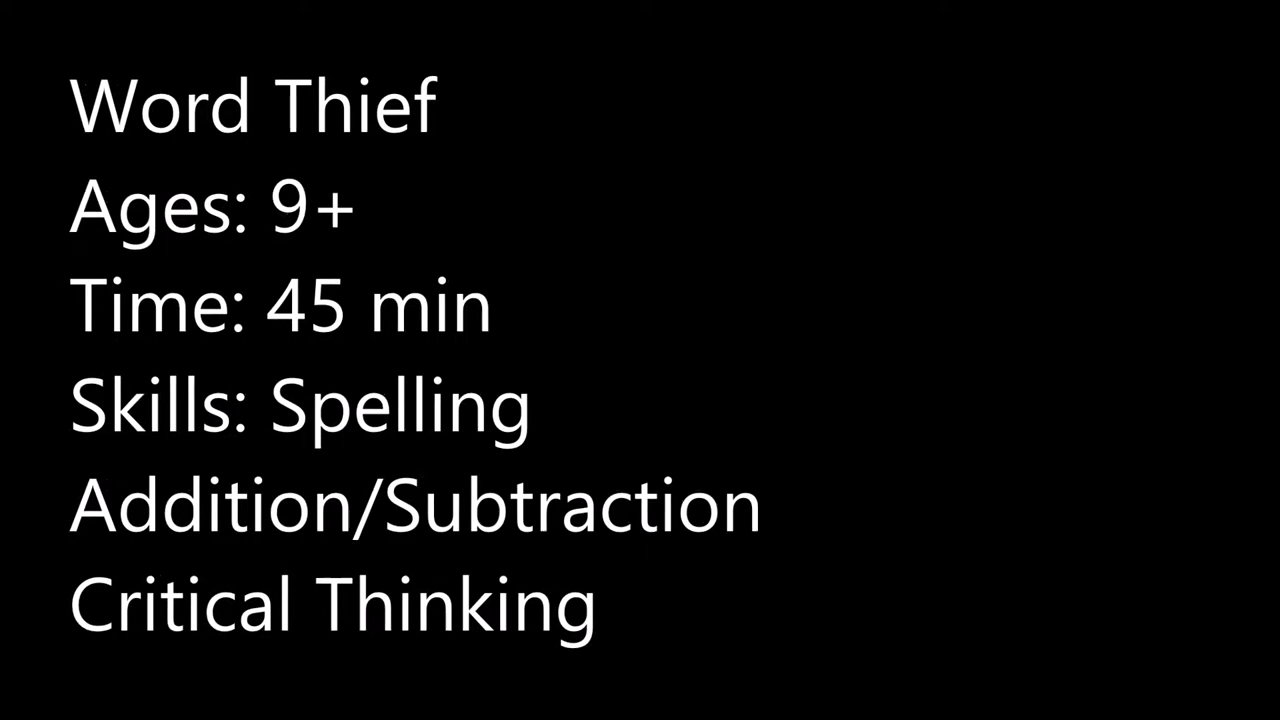 Word Thief
Ages: 9+
Time: 45 min
Skills: Spelling
Addition/Subtraction
Critical Thinking